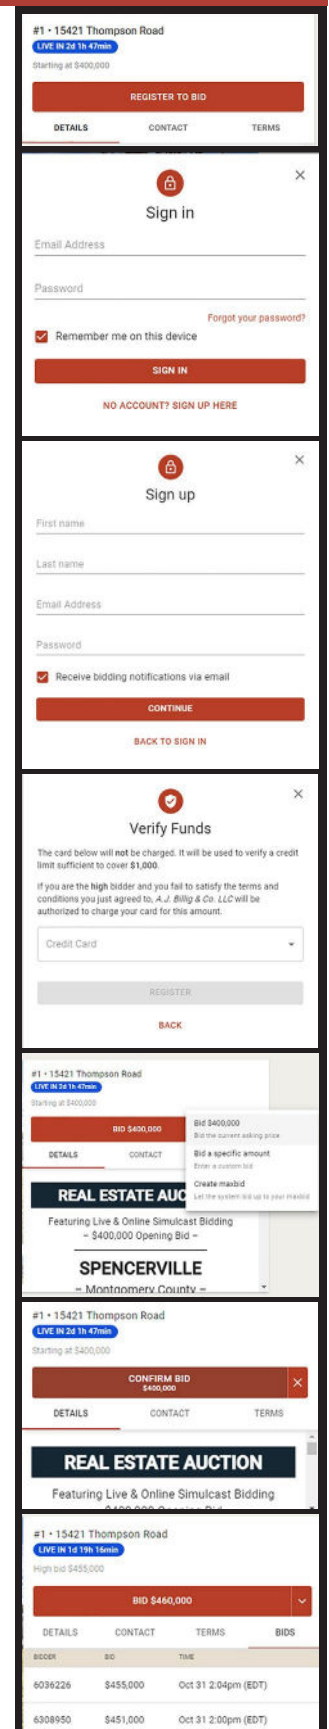 #1 • 15421 Thompson Road
LIVE IN 2d 1h 47min
Starting at $400,000
REGISTER TO BID
DETAILS CONTACT TERMS
Sign in
Email Address
Password
Forgot your password?
Remember me on this device
SIGN IN
NO ACCOUNT? SIGN UP HERE
Sign up
First name
Last name
Email Address
Password
Receive bidding notifications via email
CONTINUE
BACK TO SIGN IN
Verify Funds
The card below will not be charged. It will be used to verify a credit
limit sufficient to cover $1,000.
If you are the high bidder and you fail to satisfy the terms and
conditions you just agreed to, A.J. Billig & Co. LLC will be
authorized to charge your card for this amount.
Credit Card
REGISTER
BACK
#1 • 15421 Thompson Road
LIVE IN 2d 1h 47min
Starting at $400,000
BID $400,000
DETAILS CONTACT
Bid $400,000
Bid the current asking price
Bid a specific amount
Enter a custom bid
Create maxbid
Let the system bid up to your maxbid
REAL ESTATE AUC
Featuring Live & Online Simulcast Bidding
~ $400,000 Opening Bid ~
SPENCERVILLE
~ Montgomery County ~
#1 • 15421 Thompson Road
LIVE IN 2d 1h 47min
Starting at $400,000
CONFIRM BID
$400,000
DETAILS CONTACT TERMS
REAL ESTATE AUCTION
Featuring Live & Online Simulcast Bidding
#1 • 15421 Thompson Road
LIVE IN 1d 19h 16min
High bid $455,000
BID $460,000
DETAILS CONTACT TERMS BIDS
BIDDER BID TIME
6036226 $455,000 Oct 31 2:04pm (EDT)
6308950 $451,000 Oct 31 2:00pm (EDT)